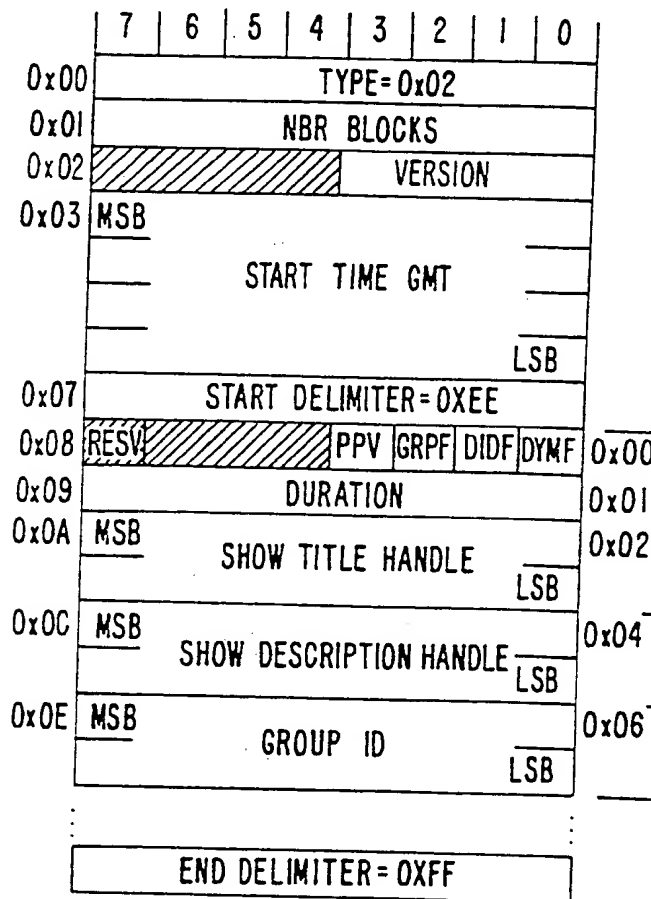 7 6 5 4 3 2 1 0
0x00 TYPE=0x02
0x01 NBR BLOCKS
0x02 VERSION
0x03 MSB
START TIME GMT
LSB
0x07 START DELIMITER=0XEE
0x08 RESV PPV GRPF DIDF DYMF 0x00
0x09 DURATION 0x01
0x0A MSB 0x02
SHOW TITLE HANDLE
LSB
0x0C MSB 0x04
SHOW DESCRIPTION HANDLE
LSB
0x0E MSB 0x06
GROUP ID
LSB
END DELIMITER=0XFF